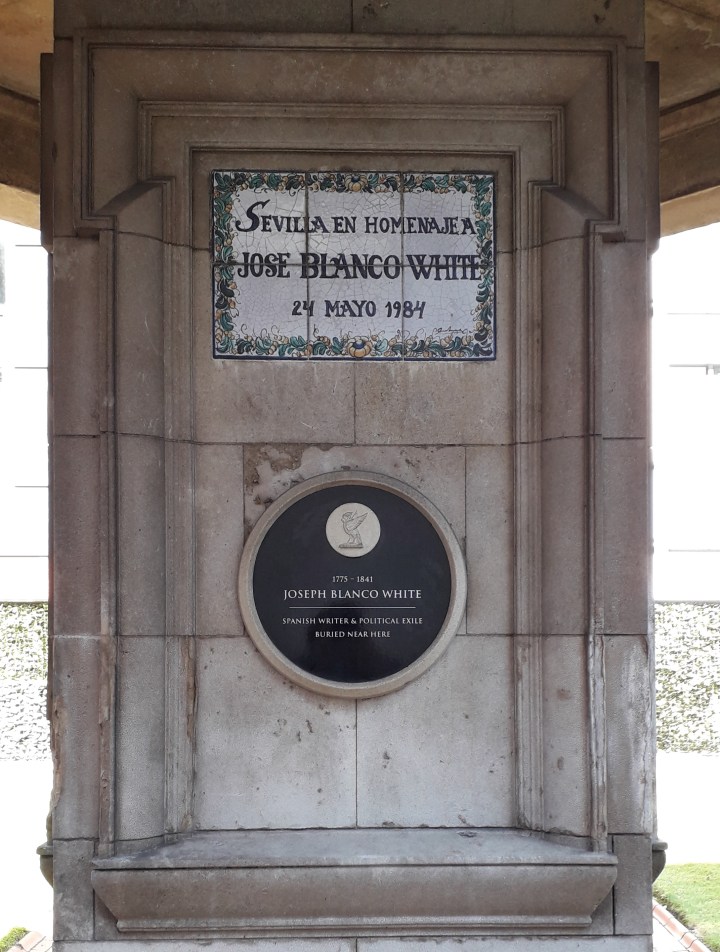 SEVILLA EN HOMENAJE A
JOSE BLANCO WHITE
24 MAYO 1984
1775 - 1841
JOSEPH BLANCO WHITE
SPANISH WRITER & POLITICAL EXILE
BURIED NEAR HERE